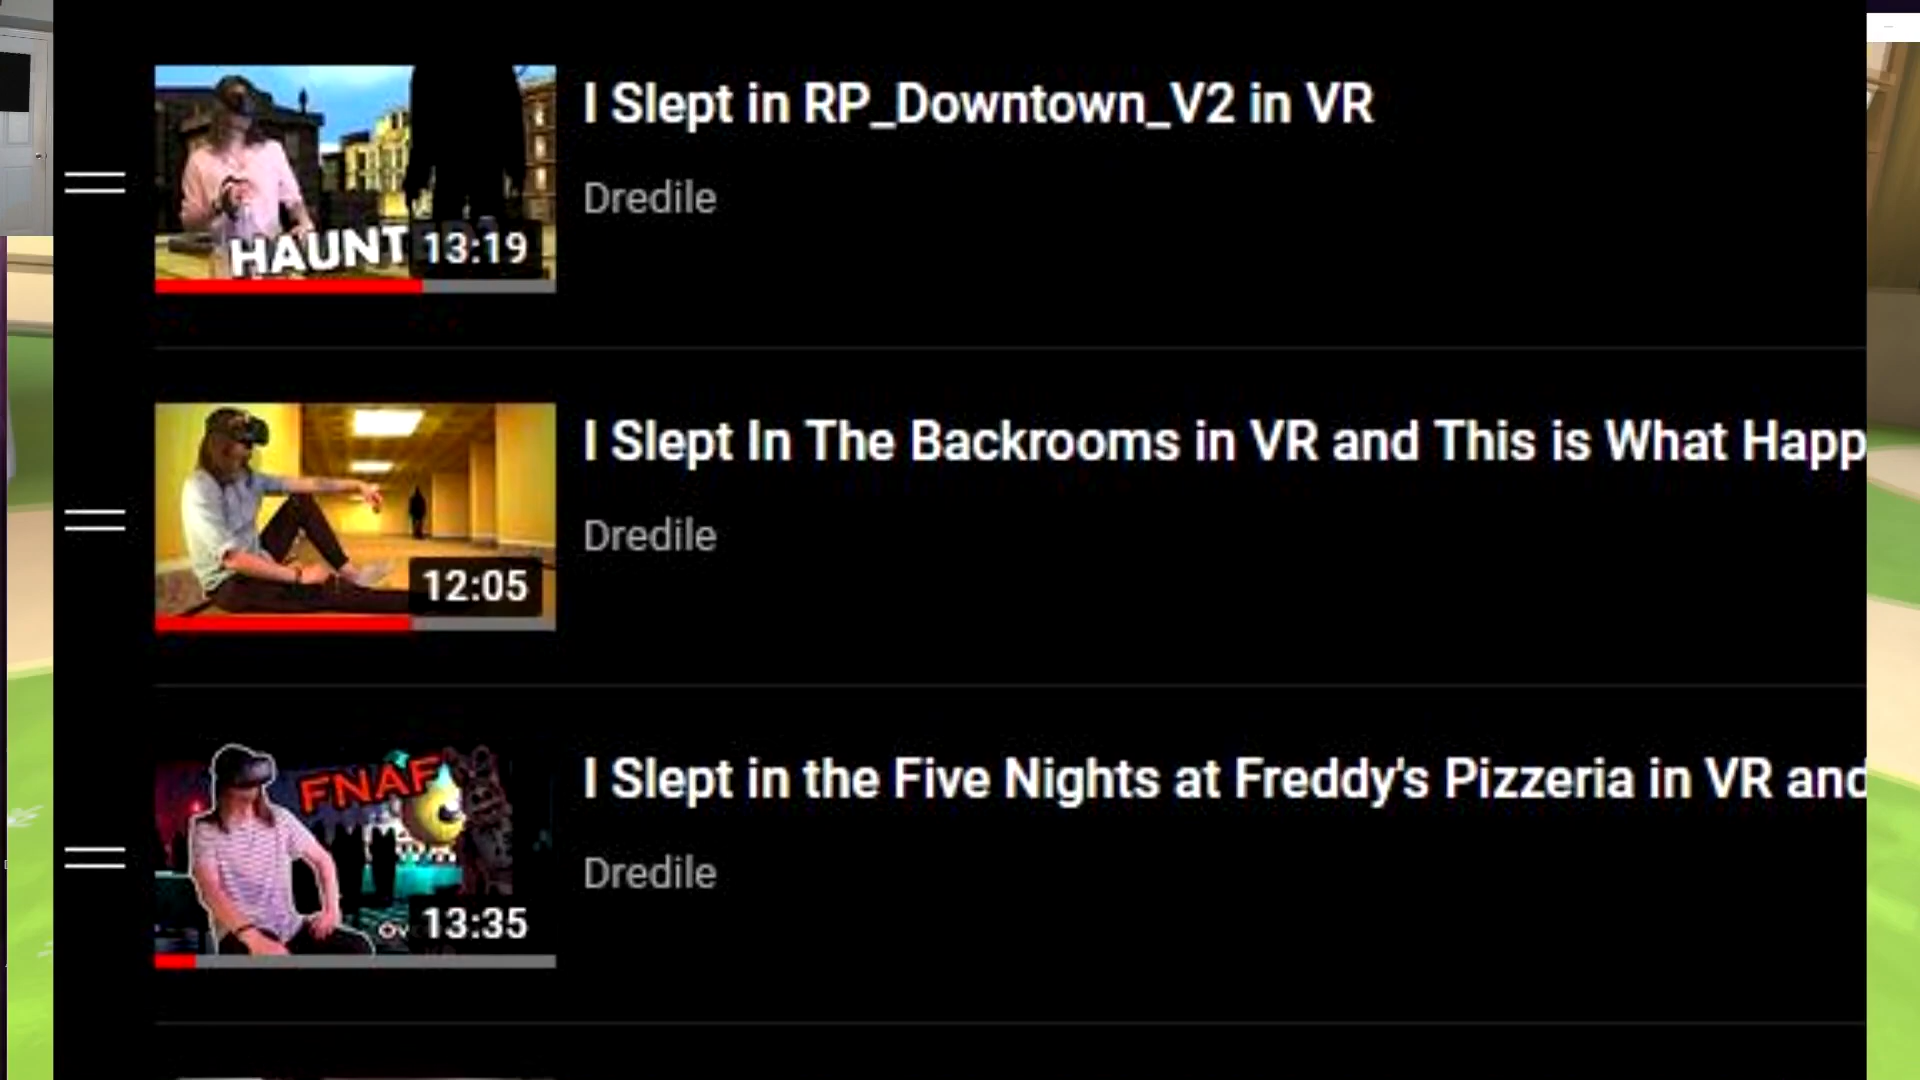 I Slept in RP_Downtown_V2 in VR
Dredile
HAUNT
13:19
I Slept In The Backrooms in VR and This is What Happ
Dredile
12:05
I Slept in the Five Nights at Freddy's Pizzeria in VR and
Dredile
FNAF
13:35